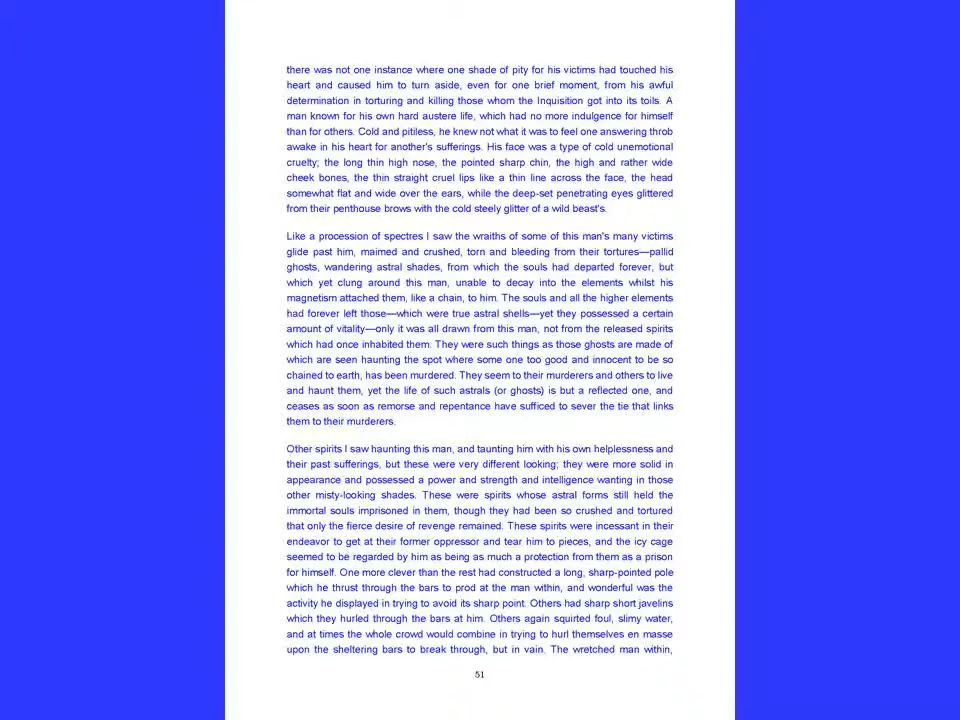 there was not one instance where one shade of pity for his victims had touched his
heart and caused him to turn aside, even for one brief moment, from his awful
determination in torturing and killing those whom the Inquisition got into its toils. A
man known for his own hard austere life, which had no more indulgence for himself
than for others. Cold and pitiless, he knew not what it was to feel one answering throb
awake in his heart for another's sufferings. His face was a type of cold unemotional
cruelty; the long thin high nose, the pointed sharp chin, the high and rather wide
cheek bones, the thin straight cruel lips like a thin line across the face, the head
somewhat flat and wide over the ears, while the deep-set penetrating eyes glittered
from their penthouse brows with the cold steely glitter of a wild beast's.
Like a procession of spectres I saw the wraiths of some of this man's many victims
glide past him, maimed and crushed, torn and bleeding from their tortures—pallid
ghosts, wandering astral shades, from which the souls had departed forever, but
which yet clung around this man, unable to decay into the elements whilst his
magnetism attached them, like a chain, to him. The souls and all the higher elements
had forever left those—which were true astral shells—yet they possessed a certain
amount of vitality—only it was all drawn from this man, not from the released spirits
which had once inhabited them. They were such things as those ghosts are made of
which are seen haunting the spot where some one too good and innocent to be so
chained to earth, has been murdered. They seem to their murderers and others to live
and haunt them, yet the life of such astrals (or ghosts) is but a reflected one, and
ceases as soon as remorse and repentance have sufficed to sever the tie that links
them to their murderers.
Other spirits I saw haunting this man, and taunting him with his own helplessness and
their past sufferings, but these were very different looking; they were more solid in
appearance and possessed a power and strength and intelligence wanting in those
other misty-looking shades. These were spirits whose astral forms still held the
immortal souls imprisoned in them, though they had been so crushed and tortured
that only the fierce desire of revenge remained. These spirits were incessant in their
endeavor to get at their former oppressor and tear him to pieces, and the icy cage
seemed to be regarded by him as being as much a protection from them as a prison
for himself. One more clever than the rest had constructed a long, sharp-pointed pole
which he thrust through the bars to prod at the man within, and wonderful was the
activity he displayed in trying to avoid its sharp point. Others had sharp short javelins
which they hurled through the bars at him. Others again squirted foul, slimy water,
and at times the whole crowd would combine in trying to hurl themselves en masse
upon the sheltering bars to break through, but in vain. The wretched man within,
51